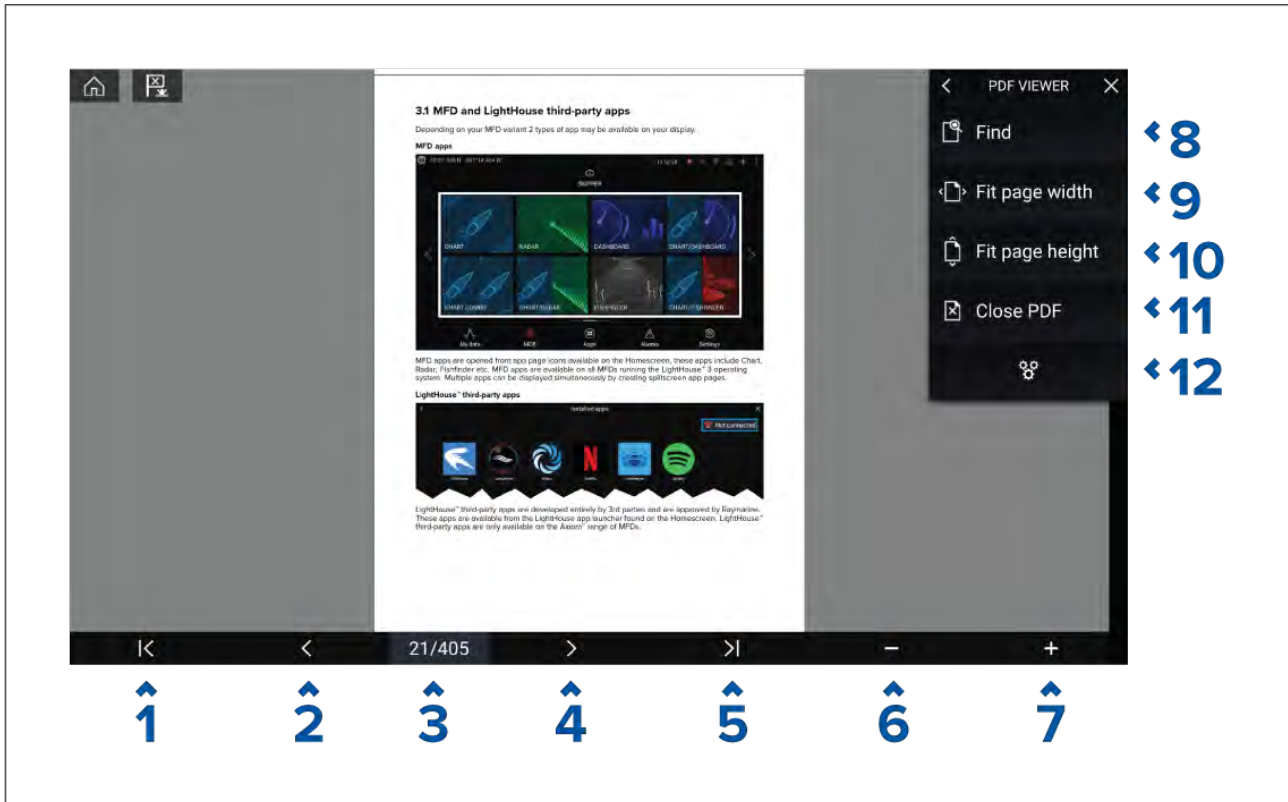 PDF VIEWER
3.1 MFD and LightHouse third-party apps
Depending on your MFD variant 2 types of app may be available on your display.
MFD apps
SKIPPER
CHART
RADAR
DASHBOARD
CHART/DASHBOARD
CHART COMBO
CHART/RADAR
FISHFINDER
CHART/FISHFINDER
My data
MOB
Apps
Alarms
Settings
MFD apps are opened from app page icons available on the Homescreen, these apps include Chart,
Radar, Fishfinder etc. MFD apps are available on all MFDs running the LightHouse™ 3 operating
system. Multiple apps can be displayed simultaneously by creating splitscreen app pages.
LightHouse™ third-party apps
Installed apps
Not connected
Netflix
Spotify
LightHouse™ third-party apps are developed entirely by 3rd parties and are approved by Raymarine.
These apps are available from the LightHouse app launcher found on the Homescreen. LightHouse™
third-party apps are only available on the Axiom™ range of MFDs.
Find
8
Fit page width
9
Fit page height
10
Close PDF
11
12
21/405
1
2
3
4
5
6
7